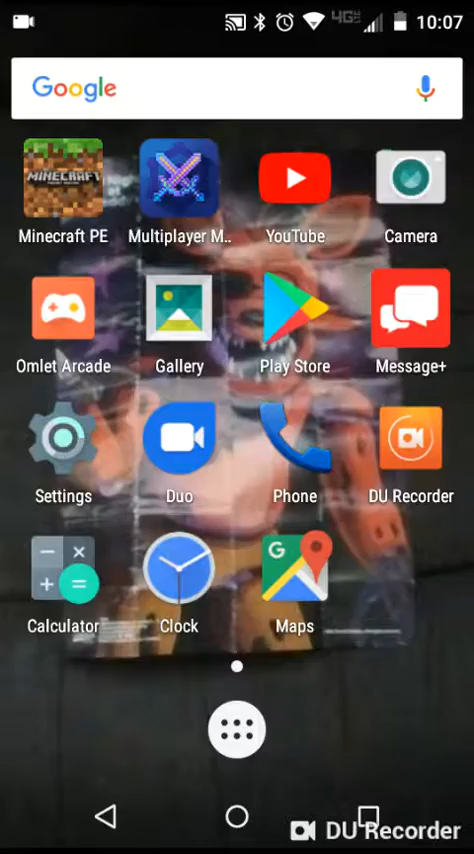 4G 10:07
Google
MINECRAFT
Minecraft PE Multiplayer M.. YouTube Camera
Omlet Arcade Gallery Play Store Message+
G
Settings Duo Phone DU Recorder
Calculator Clock Maps
DU Recorder